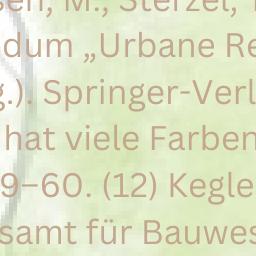 sen, M., Sterzel,
dum „Urbane Re
g.). Springer-Verl
hat viele Farben
9–60. (12) Kegle
samt für Bauwes